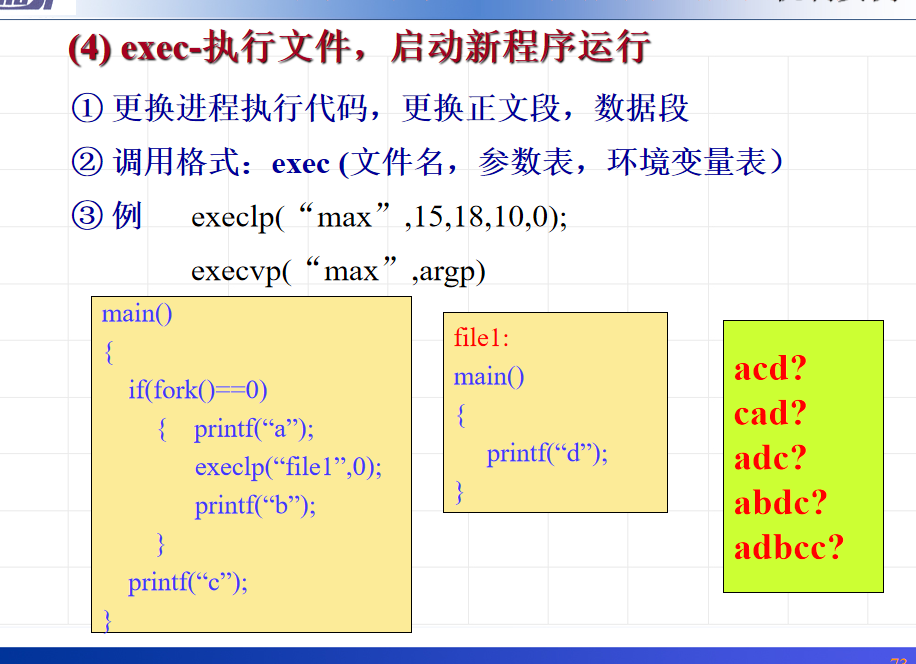 (4) exec-执行文件，启动新程序运行
① 更换进程执行代码，更换正文段，数据段
② 调用格式：exec (文件名，参数表，环境变量表）
③ 例 execlp(“max”,15,18,10,0);
execvp(“max”,argp)
main()
{
if(fork()==0)
{ printf(“a”);
execlp(“file1”,0);
printf(“b”);
}
printf(“c”);
}
file1:
main()
{
printf(“d”);
}
acd?
cad?
adc?
abdc?
adbcc?
73